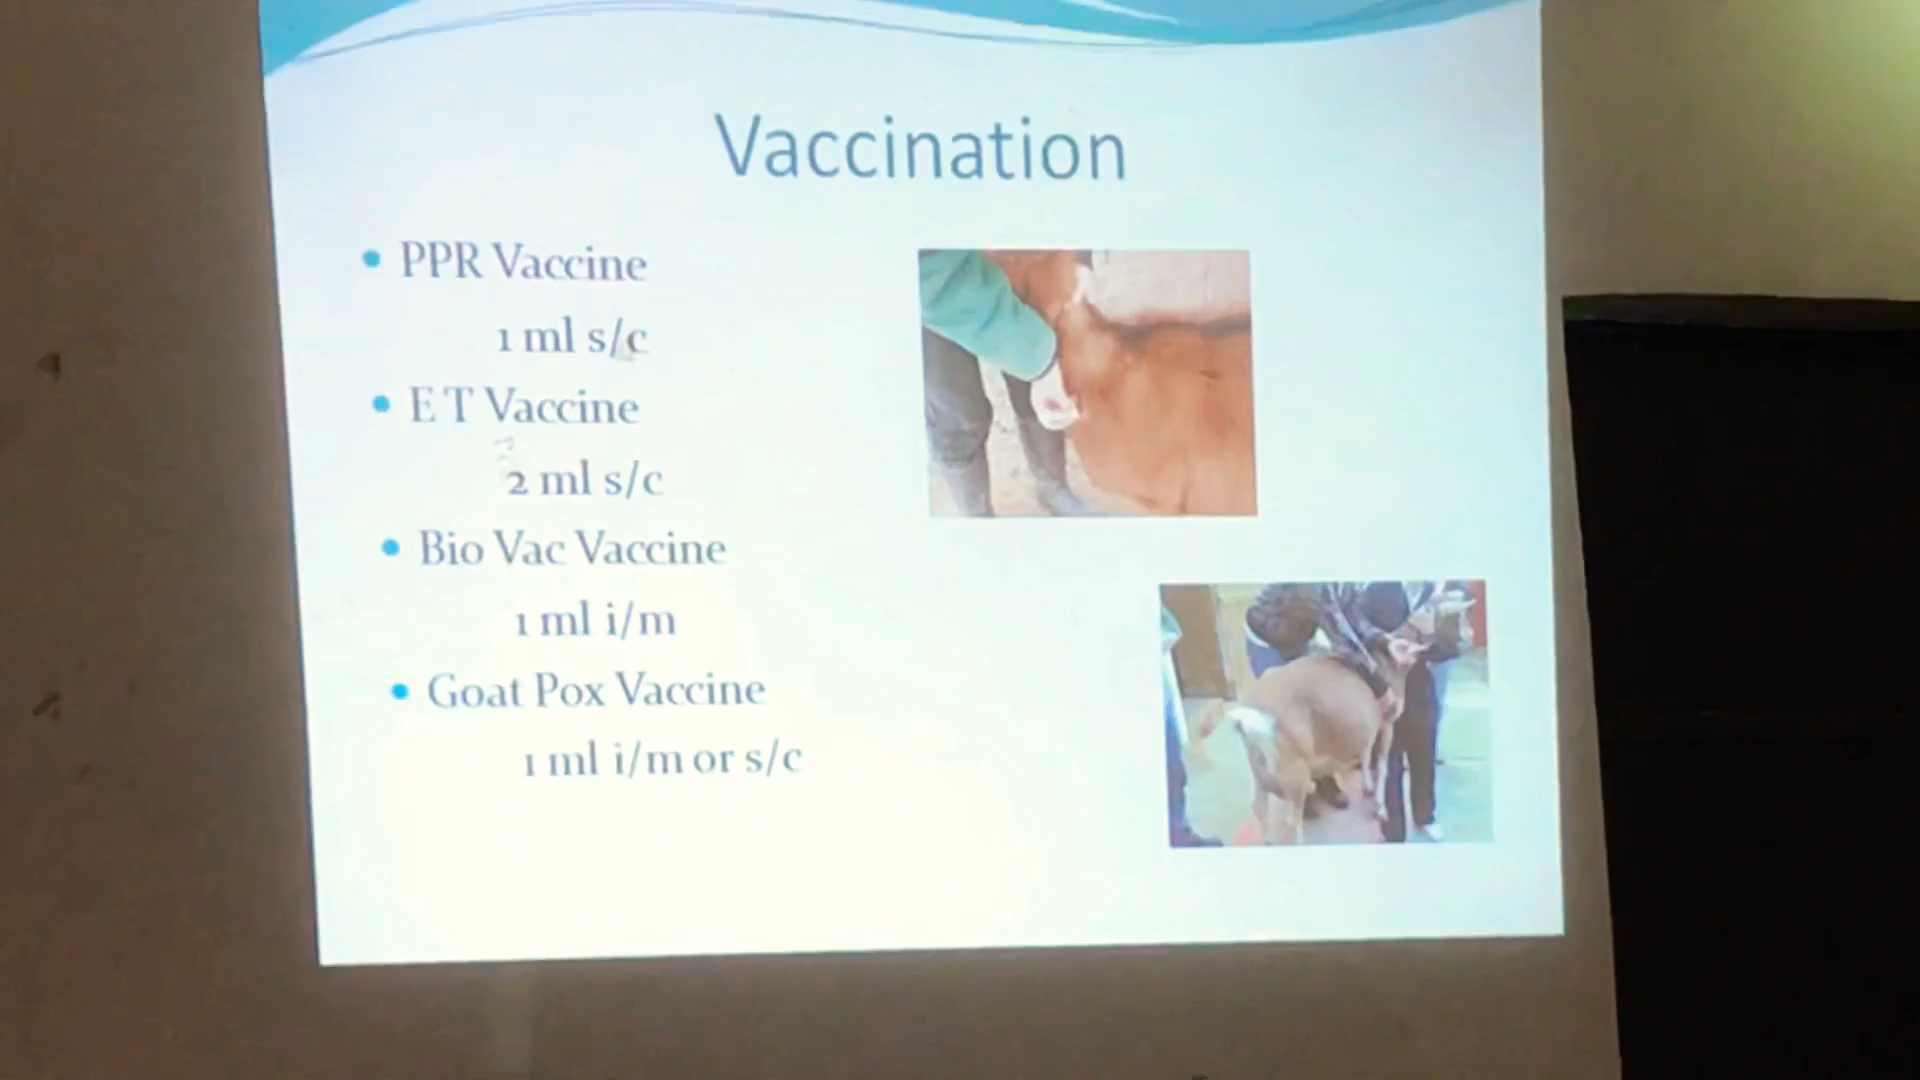 Vaccination
• PPR Vaccine
1 ml s/c
• E T Vaccine
2 ml s/c
• Bio Vac Vaccine
1 ml i/m
• Goat Pox Vaccine
1 ml i/m or s/c